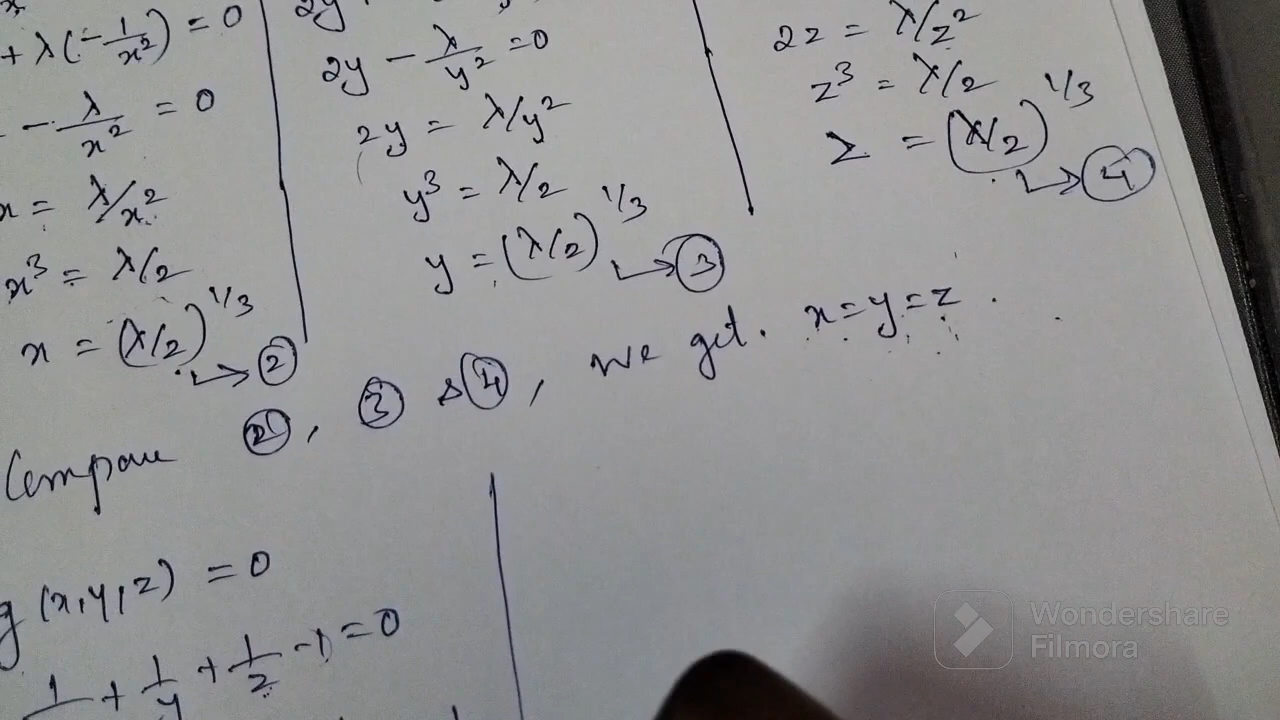 + λ(-1/x²) = 0
- λ/x² = 0
x = λ/x²
x³ = λ/2
x = (λ/2)^1/3 → ②
2y
2y - λ/y² = 0
2y = λ/y²
y³ = λ/2
y = (λ/2)^1/3 → ③
2z = λ/z²
z³ = λ/2
z = (λ/2)^1/3 → ④
Compare ②, ③ & ④, we get. x=y=z.
g(x,y,z) = 0
1 + 1/y + 1/z - 1 = 0
Wondershare
Filmora